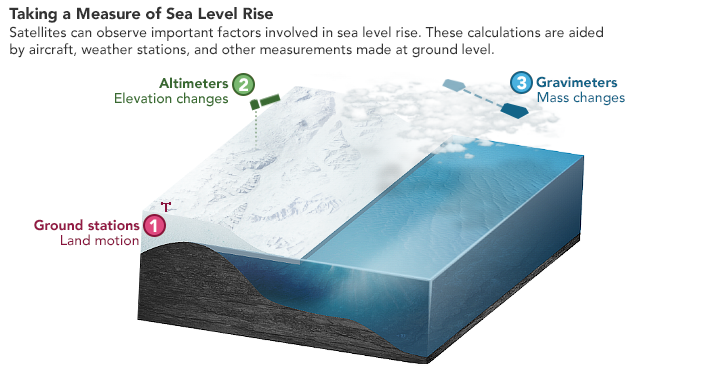 Taking a Measure of Sea Level Rise
Satellites can observe important factors involved in sea level rise. These calculations are aided
by aircraft, weather stations, and other measurements made at ground level.
Altimeters 2
Elevation changes
3 Gravimeters
Mass changes
Ground stations 1
Land motion